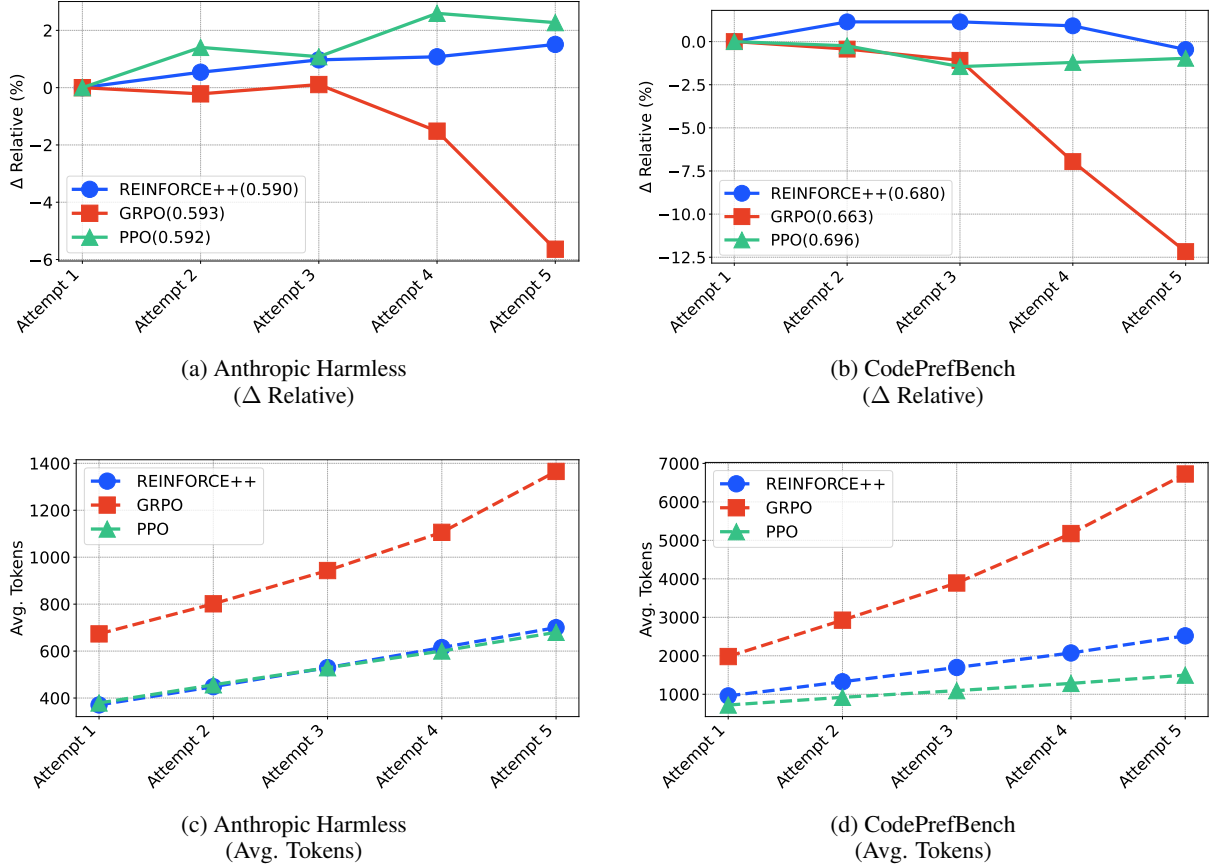 2
0
−2
−4
−6
Δ Relative (%)
REINFORCE++(0.590)
GRPO(0.593)
PPO(0.592)
Attempt 1
Attempt 2
Attempt 3
Attempt 4
Attempt 5
(a) Anthropic Harmless
(Δ Relative)
0.0
−2.5
−5.0
−7.5
−10.0
−12.5
Δ Relative (%)
REINFORCE++(0.680)
GRPO(0.663)
PPO(0.696)
Attempt 1
Attempt 2
Attempt 3
Attempt 4
Attempt 5
(b) CodePrefBench
(Δ Relative)
1400
1200
1000
800
600
400
Avg. Tokens
REINFORCE++
GRPO
PPO
Attempt 1
Attempt 2
Attempt 3
Attempt 4
Attempt 5
(c) Anthropic Harmless
(Avg. Tokens)
7000
6000
5000
4000
3000
2000
1000
Avg. Tokens
REINFORCE++
GRPO
PPO
Attempt 1
Attempt 2
Attempt 3
Attempt 4
Attempt 5
(d) CodePrefBench
(Avg. Tokens)